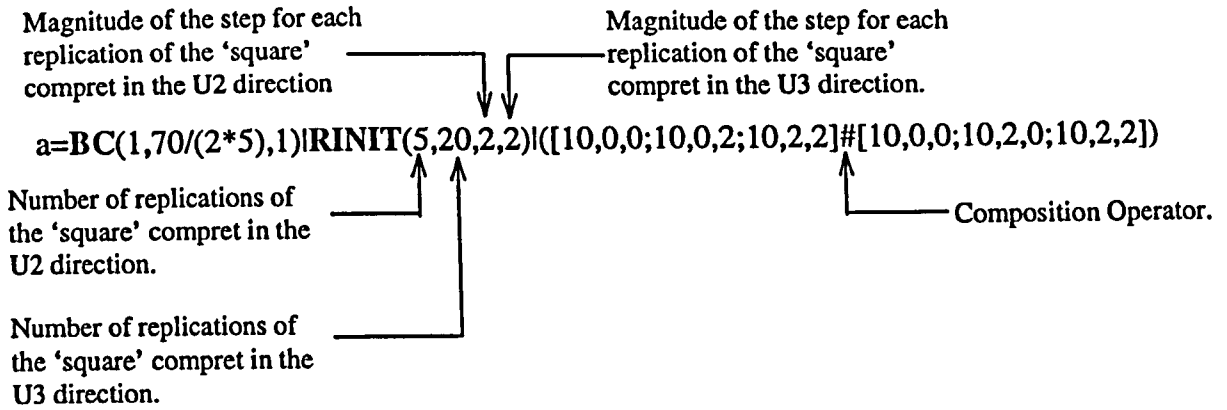 Magnitude of the step for each
replication of the ‘square’
compret in the U2 direction
Magnitude of the step for each
replication of the ‘square’
compret in the U3 direction.
a=BC(1,70/(2*5),1)|RINIT(5,20,2,2)|([10,0,0;10,0,2;10,2,2]#[10,0,0;10,2,0;10,2,2])
Number of replications of
the ‘square’ compret in the
U2 direction.
Composition Operator.
Number of replications of
the ‘square’ compret in the
U3 direction.